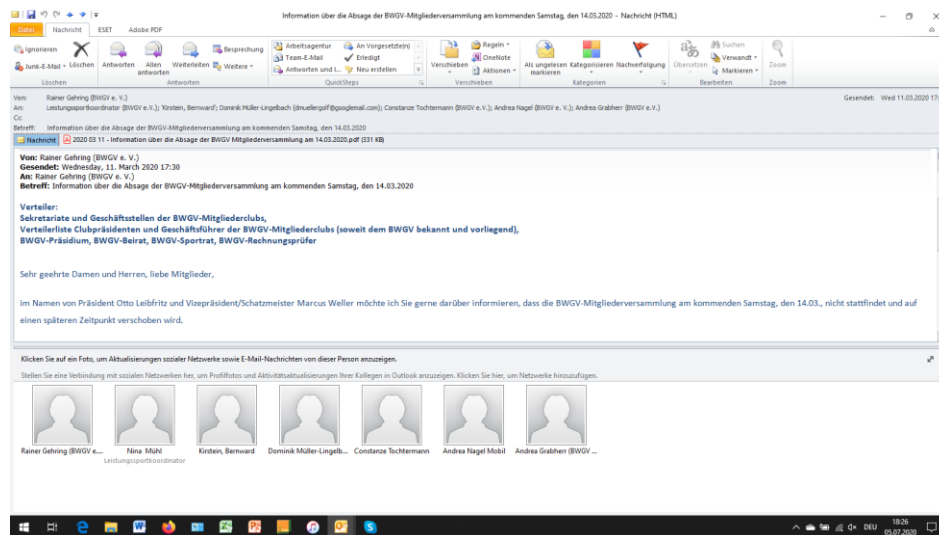 Information über die Absage der BWGV-Mitgliederversammlung am kommenden Samstag, den 14.03.2020 - Nachricht (HTML)
Datei Nachricht ESET Adobe PDF
Ignorieren
Junk-E-Mail
Löschen
Löschen
Antworten
Allen antworten
Weiterleiten
Besprechung
Weitere
Antworten
Arbeitsagentur
Team-E-Mail
Antworten und L...
An Vorgesetzte(n)
Erledigt
Neu erstellen
QuickSteps
Verschieben
Regeln
OneNote
Aktionen
Verschieben
Als ungelesen markieren
Kategorisieren
Nachverfolgung
Kategorien
Übersetzen
Suchen
Verwandt
Markieren
Bearbeiten
Zoom
Zoom
Von: Rainer Gehring (BWGV e. V.)
Gesendet: Wed 11.03.2020 17:
An: Leistungssportkoordinator (BWGV e.V.); 'Kirstein, Bernward'; Dominik Müller-Lingelbach (dmuellergolf@googlemail.com); Constanze Tochtermann (BWGV e.V.); Andrea Nagel (BWGV e. V.); Andrea Grabherr (BWGV e.V.)
Cc:
Betreff: Information über die Absage der BWGV-Mitgliederversammlung am kommenden Samstag, den 14.03.2020
Nachricht 2020 03 11 - Information über die Absage der BWGV Mitgliederversammlung am 14.03.2020.pdf (331 KB)
Von: Rainer Gehring (BWGV e. V.)
Gesendet: Wednesday, 11. March 2020 17:30
An: Rainer Gehring (BWGV e. V.)
Betreff: Information über die Absage der BWGV-Mitgliederversammlung am kommenden Samstag, den 14.03.2020
Verteiler:
Sekretariate und Geschäftsstellen der BWGV-Mitgliederclubs,
Verteilerliste Clubpräsidenten und Geschäftsführer der BWGV-Mitgliederclubs (soweit dem BWGV bekannt und vorliegend),
BWGV-Präsidium, BWGV-Beirat, BWGV-Sportrat, BWGV-Rechnungsprüfer
Sehr geehrte Damen und Herren, liebe Mitglieder,
im Namen von Präsident Otto Leibfritz und Vizepräsident/Schatzmeister Marcus Weller möchte ich Sie gerne darüber informieren, dass die BWGV-Mitgliederversammlung am kommenden Samstag, den 14.03., nicht stattfindet und auf
einen späteren Zeitpunkt verschoben wird.
Klicken Sie auf ein Foto, um Aktualisierungen sozialer Netzwerke sowie E-Mail-Nachrichten von dieser Person anzuzeigen.
Stellen Sie eine Verbindung mit sozialen Netzwerken her, um Profilfotos und Aktivitätsaktualisierungen Ihrer Kollegen in Outlook anzuzeigen. Klicken Sie hier, um Netzwerke hinzuzufügen.
Rainer Gehring (BWGV e.... Nina Mühl Kirstein, Bernward Dominik Müller-Lingelb... Constanze Tochtermann Andrea Nagel Mobil Andrea Grabherr (BWGV ...
Leistungssportkoordinator
DEU
18:26
05.07.2020